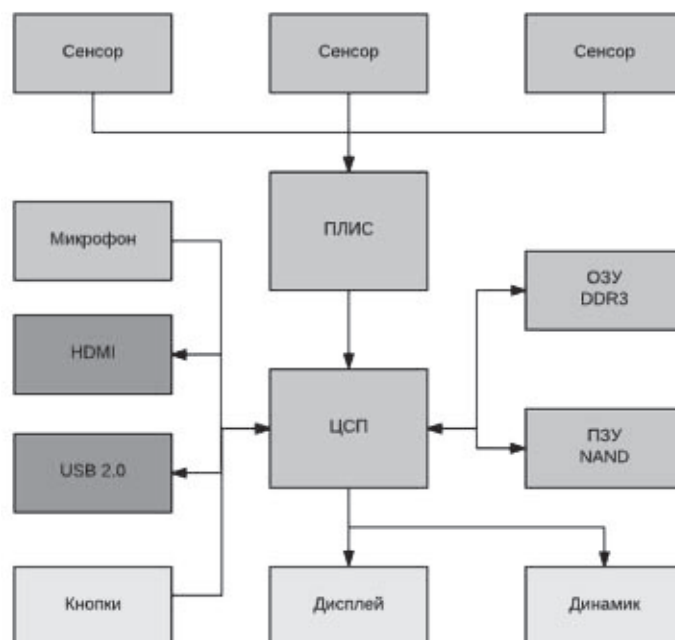 Сенсор
Сенсор
Сенсор
ПЛИС
Микрофон
ОЗУ
DDR3
HDMI
ЦСП
ПЗУ
NAND
USB 2.0
Кнопки
Дисплей
Динамик